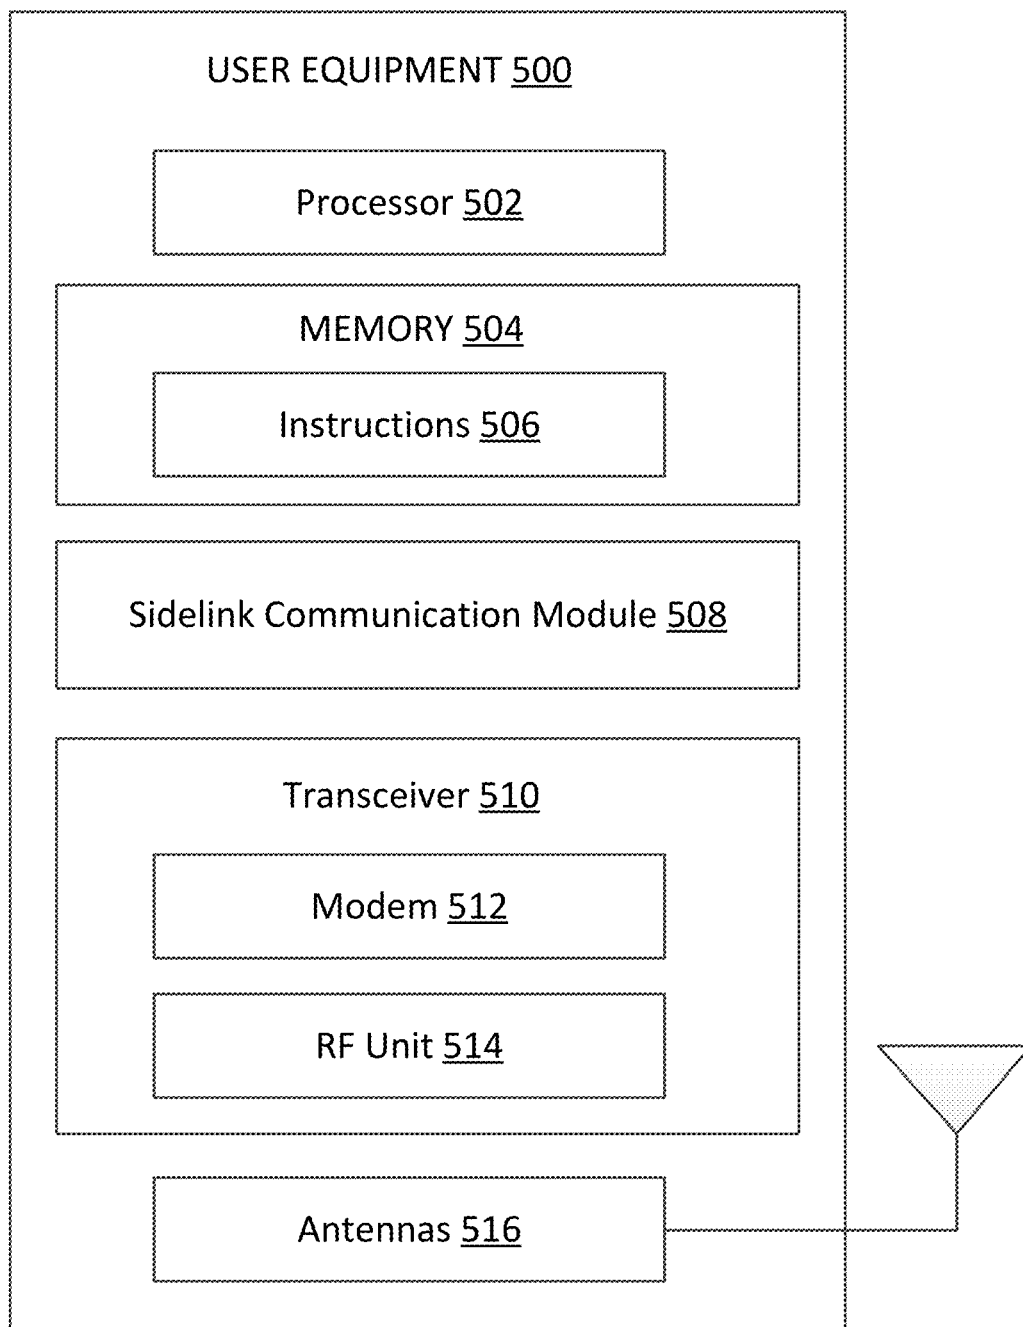 USER EQUIPMENT 500
Processor 502
MEMORY 504
Instructions 506
Sidelink Communication Module 508
Transceiver 510
Modem 512
RF Unit 514
Antennas 516